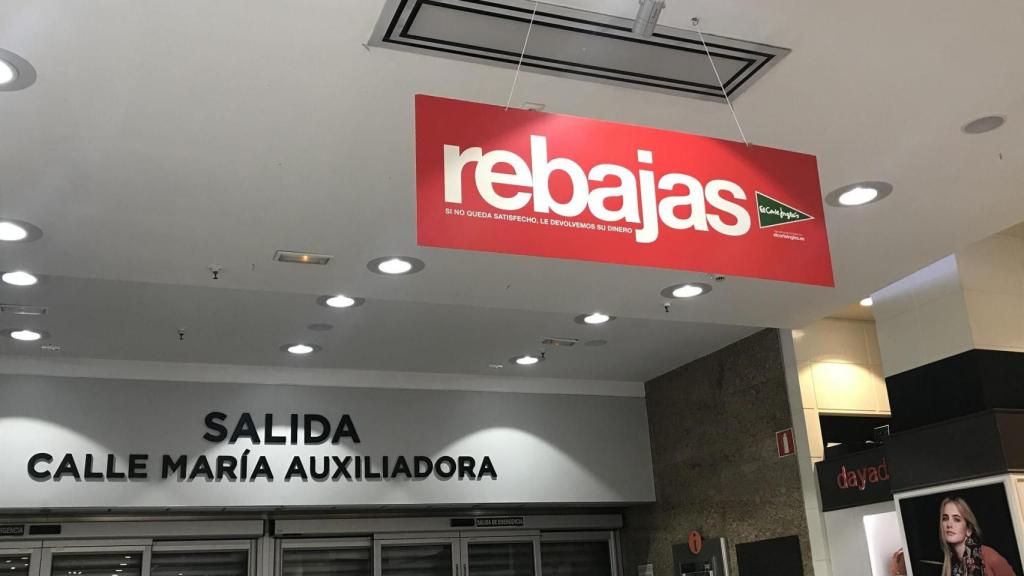 rebajas
SI NO QUEDA SATISFECHO, LE DEVOLVEMOS SU DINERO
El Corte Inglés
elcorteingles.es
SALIDA
CALLE MARÍA AUXILIADORA
SALIDA DE EMERGENCIA
dayad
i